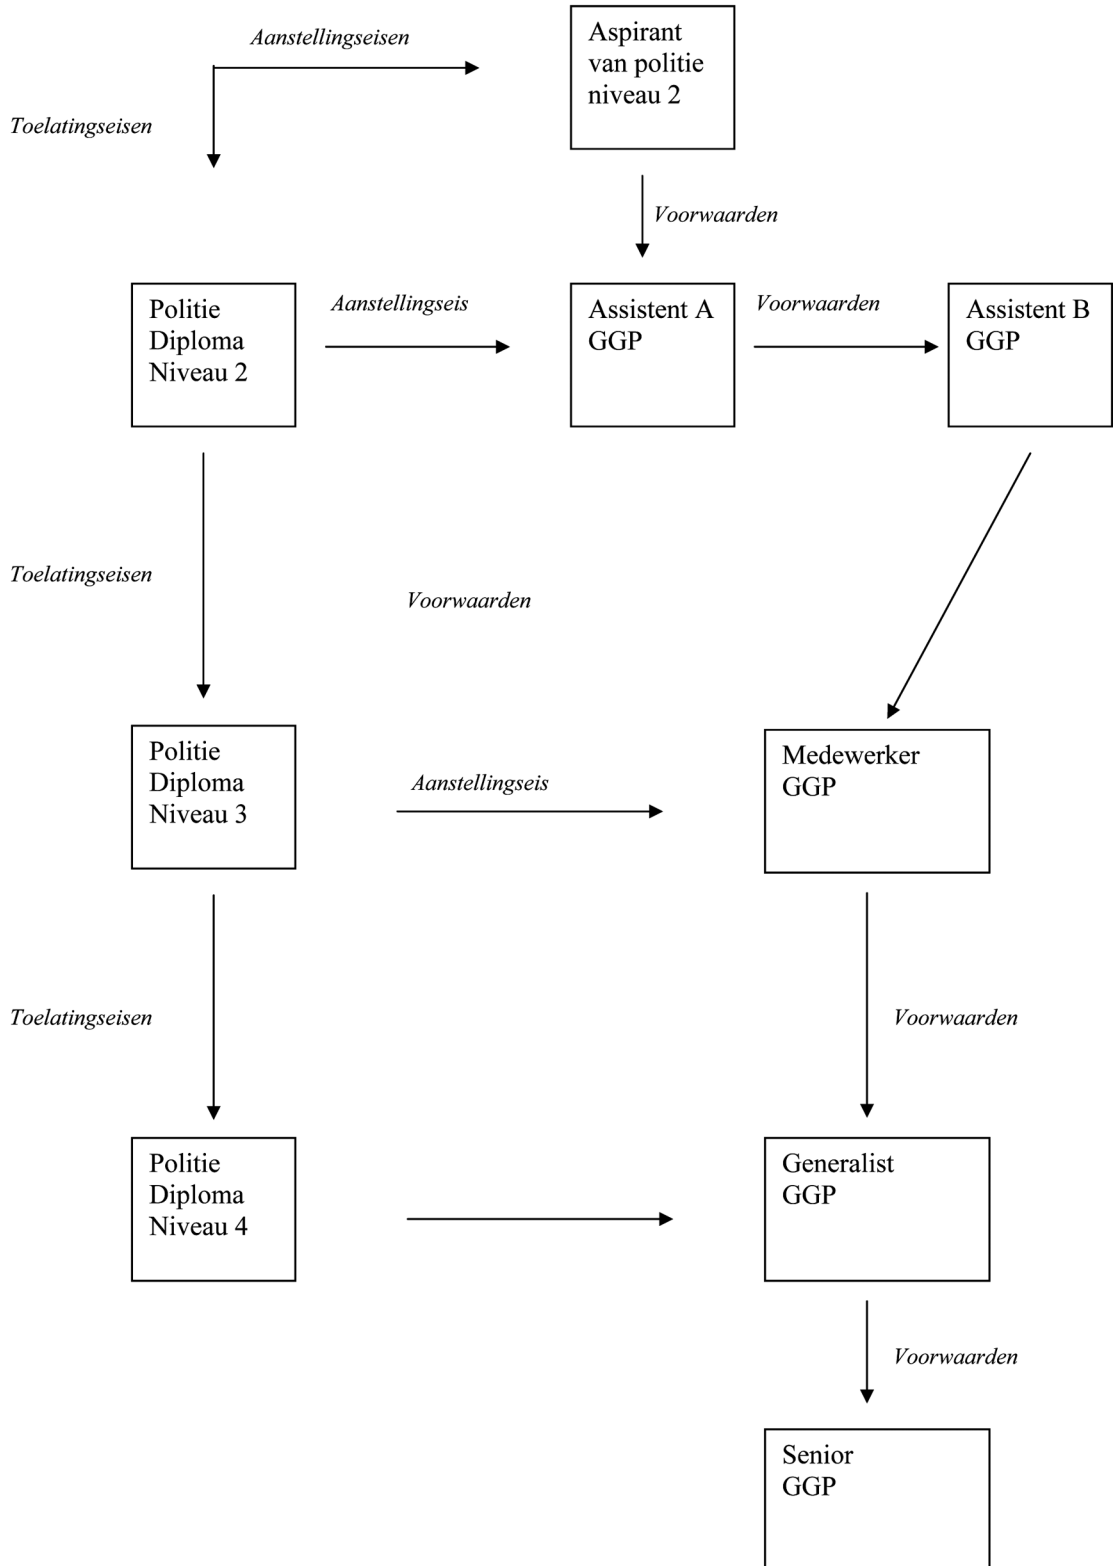 Aanstellingseisen
Aspirant
van politie
niveau 2
Toelatingseisen
Voorwaarden
Politie
Diploma
Niveau 2
Aanstellingseis
Assistent A
GGP
Voorwaarden
Assistent B
GGP
Toelatingseisen
Voorwaarden
Politie
Diploma
Niveau 3
Aanstellingseis
Medewerker
GGP
Toelatingseisen
Voorwaarden
Politie
Diploma
Niveau 4
Generalist
GGP
Voorwaarden
Senior
GGP